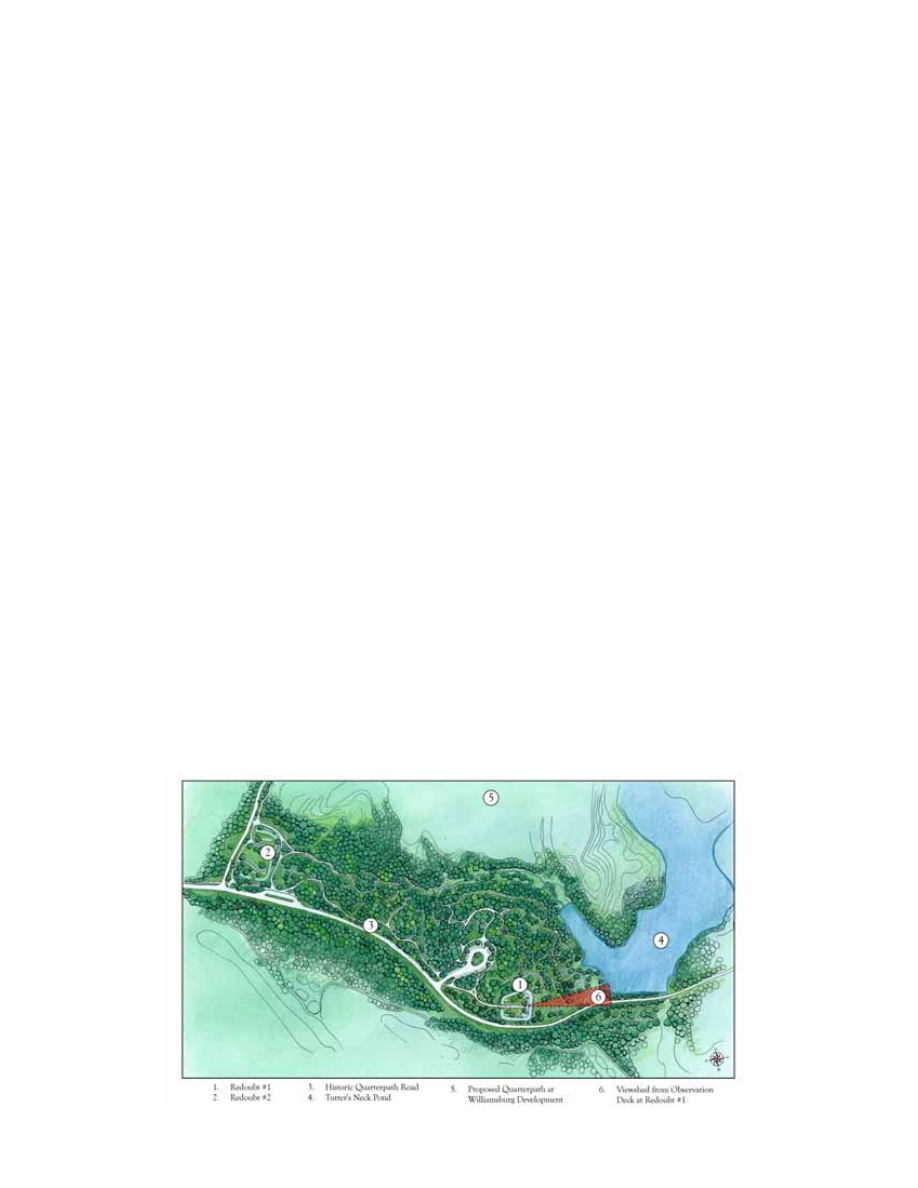 5
2
3
4
1
6
1. Redoubt #1
2. Redoubt #2
3. Historic Quarterpath Road
4. Tutter's Neck Pond
5. Proposed Quarterpath at
Williamsburg Development
6. Viewshed from Observation
Deck at Redoubt #1